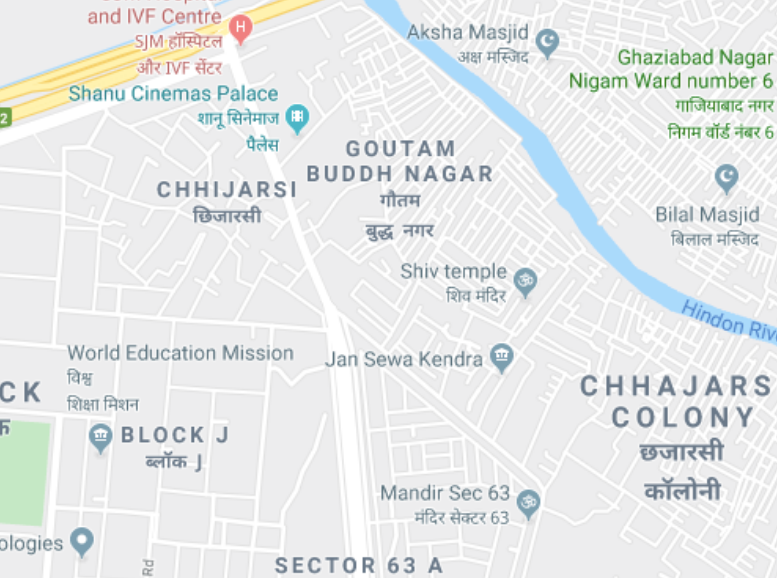 and IVF Centre
SJM हॉस्पिटल
और IVF सेंटर
Shanu Cinemas Palace
शानू सिनेमाज
पैलेस
2
Aksha Masjid
अक्ष मस्जिद
Ghaziabad Nagar
Nigam Ward number 6
गाजियाबाद नगर
निगम वॉर्ड नंबर 6
GOUTAM
BUDDH NAGAR
गौतम
बुद्ध नगर
CHHIJARSI
छिजारसी
Bilal Masjid
बिलाल मस्जिद
Shiv temple
शिव मंदिर
Hindon Riv
World Education Mission
विश्व
शिक्षा मिशन
Jan Sewa Kendra
CK
क
CHHAJARS
COLONY
छजारसी
कॉलोनी
BLOCK J
ब्लॉक J
Mandir Sec 63
मंदिर सेक्टर 63
ologies
Rd
SECTOR 63 A